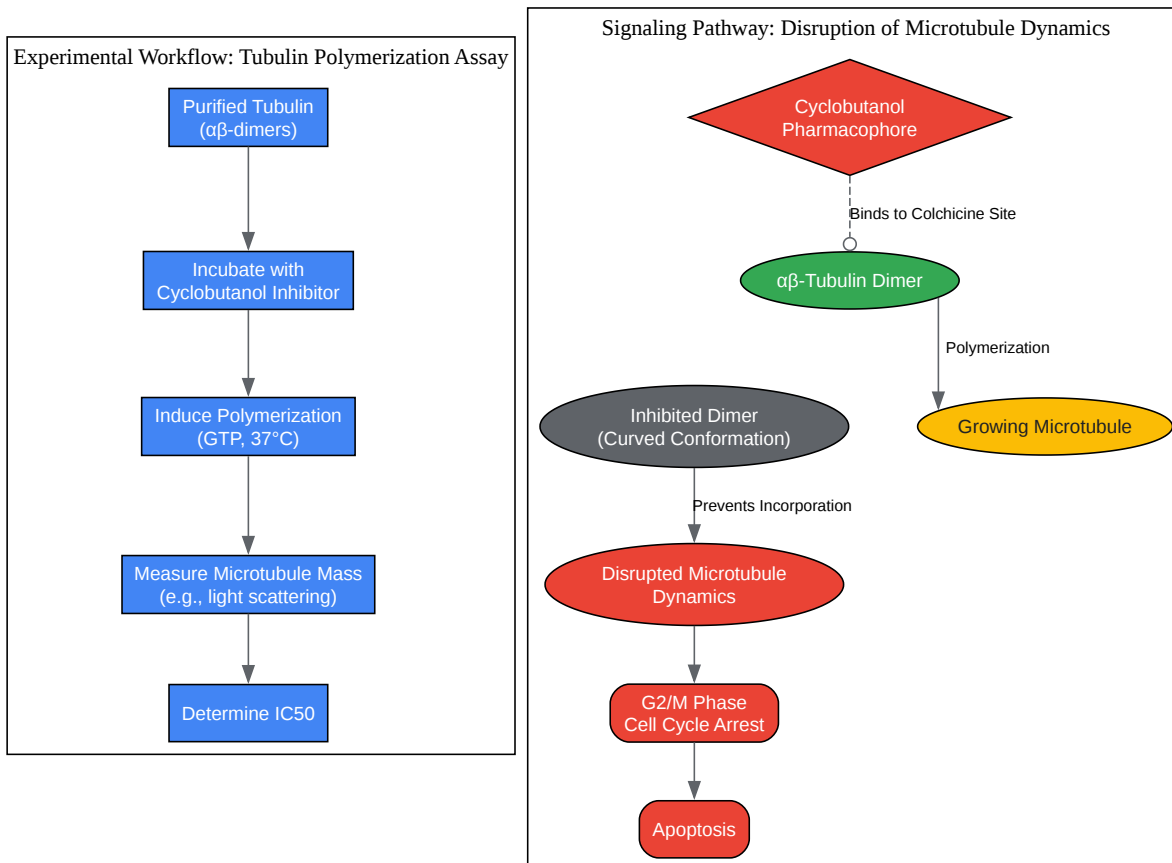 Experimental Workflow: Tubulin Polymerization Assay
Purified Tubulin
(αβ-dimers)
Incubate with
Cyclobutanol Inhibitor
Induce Polymerization
(GTP, 37°C)
Measure Microtubule Mass
(e.g., light scattering)
Determine IC50
Signaling Pathway: Disruption of Microtubule Dynamics
Cyclobutanol
Pharmacophore
Binds to Colchicine Site
αβ-Tubulin Dimer
Polymerization
Growing Microtubule
Inhibited Dimer
(Curved Conformation)
Prevents Incorporation
Disrupted Microtubule
Dynamics
G2/M Phase
Cell Cycle Arrest
Apoptosis